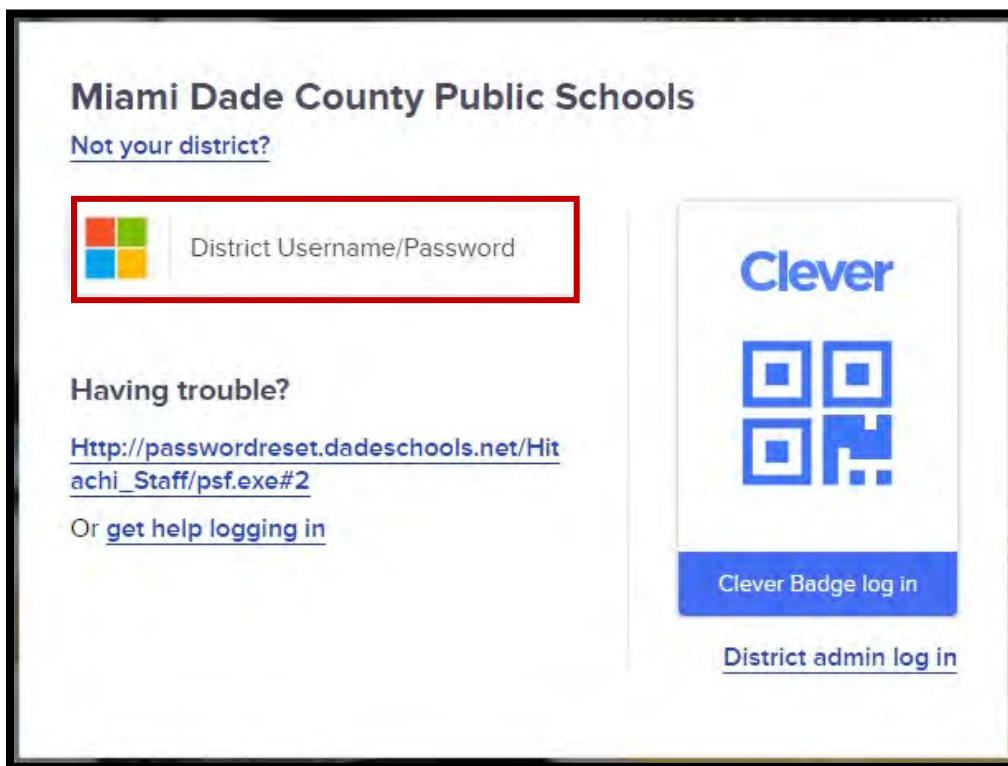 Miami Dade County Public Schools
Not your district?
District Username/Password
Having trouble?
Http://passwordreset.dadeschools.net/Hit
achi_Staff/psf.exe#2
Or get help logging in
Clever
Clever Badge log in
District admin log in